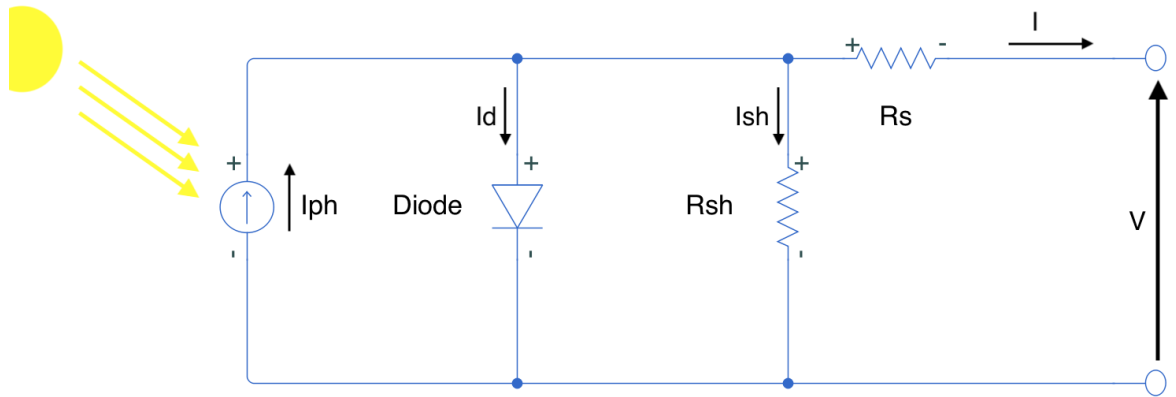 I
+ -
Id
Ish
Rs
+ + +
Iph
Diode
Rsh
V
- - -